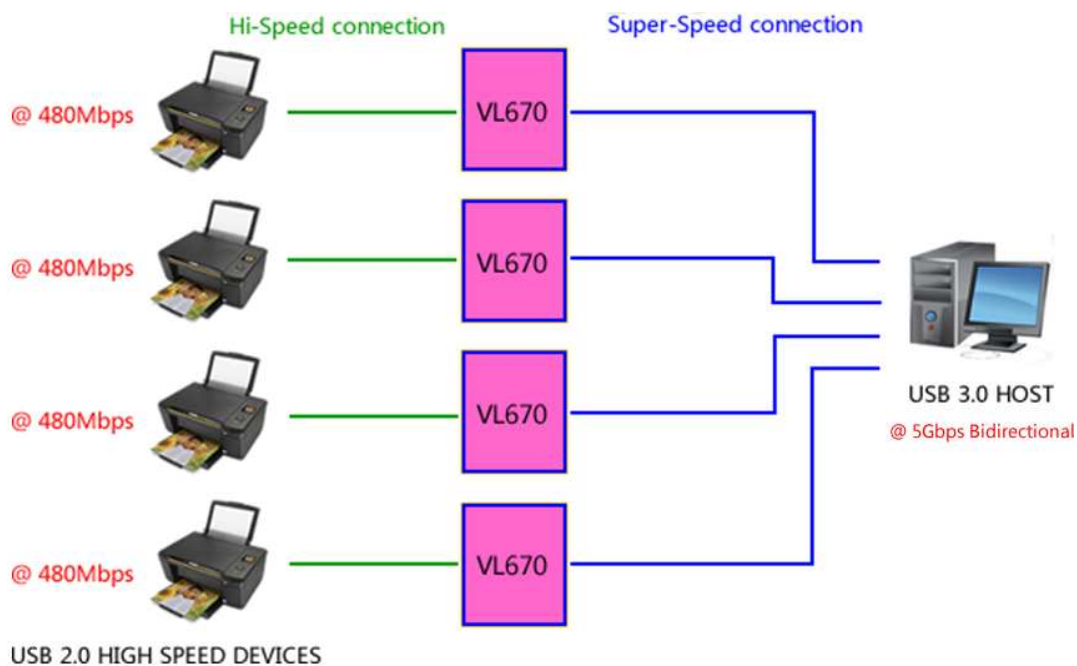 Hi-Speed connection
Super-Speed connection
@ 480Mbps
VL670
@ 480Mbps
VL670
@ 480Mbps
VL670
@ 480Mbps
VL670
USB 3.0 HOST
@ 5Gbps Bidirectional
USB 2.0 HIGH SPEED DEVICES